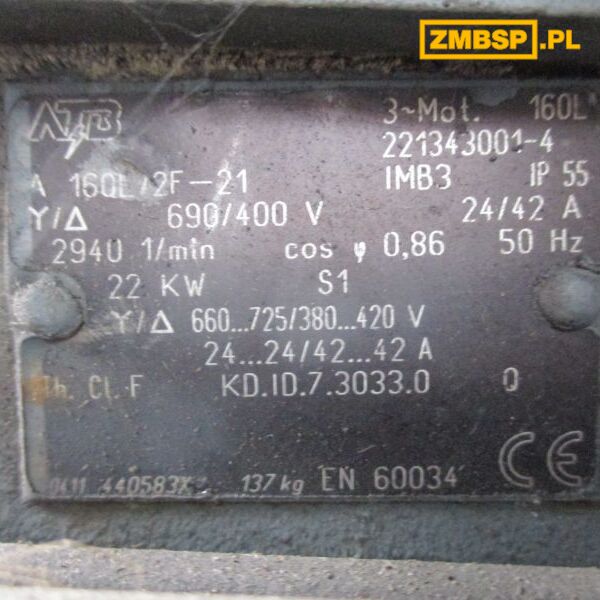 ZMBSP.PL
ATB 3~Mot. 160L
221343001-4
A 160L/2F-21 IMB3 IP 55
Y/Δ 690/400 V 24/42 A
2940 1/min cos φ 0,86 50 Hz
22 KW S1
Y/Δ 660...725/380...420 V
24...24/42...42 A
Th. Cl. F KD.ID.7.3033.0 Q
137 kg EN 60034 CE